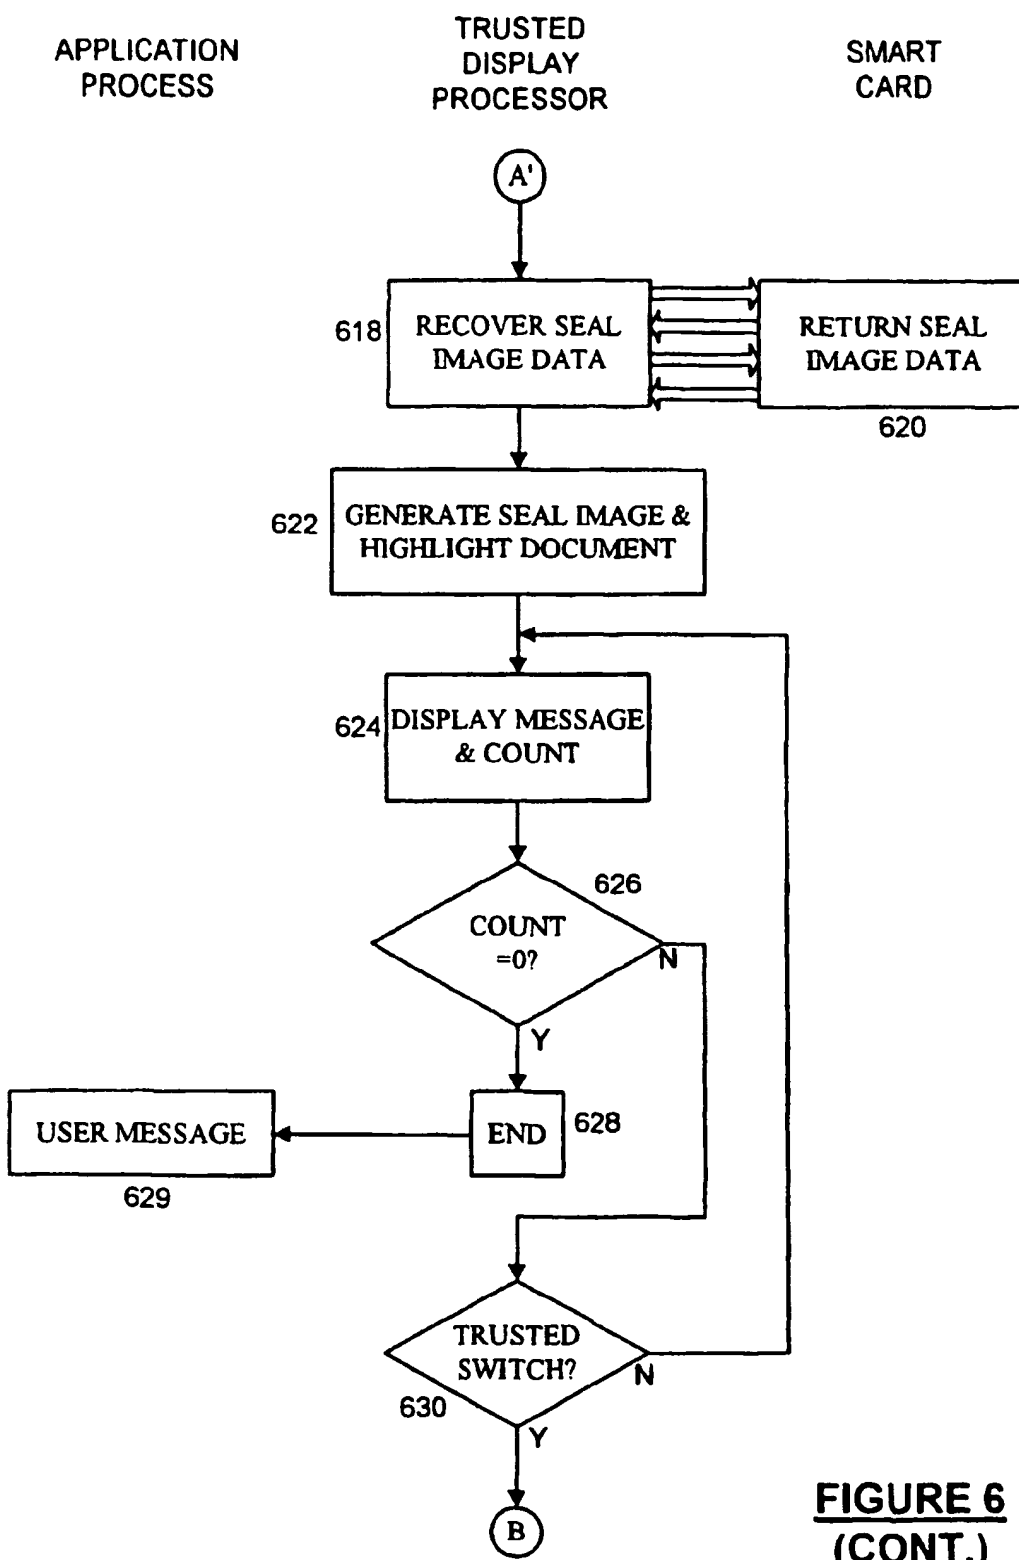 APPLICATION
PROCESS
TRUSTED
DISPLAY
PROCESSOR
SMART
CARD
A'
618
RECOVER SEAL
IMAGE DATA
RETURN SEAL
IMAGE DATA
620
622
GENERATE SEAL IMAGE &
HIGHLIGHT DOCUMENT
624
DISPLAY MESSAGE
& COUNT
626
COUNT
=0?
N
Y
USER MESSAGE
629
END
628
TRUSTED
SWITCH?
N
630
Y
B
FIGURE 6
(CONT.)